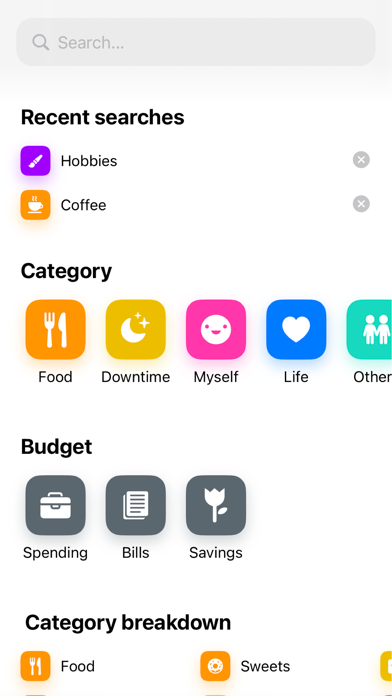 Search...
Recent searches
Hobbies
Coffee
Category
Food Downtime Myself Life Other
Budget
Spending Bills Savings
Category breakdown
Food Sweets